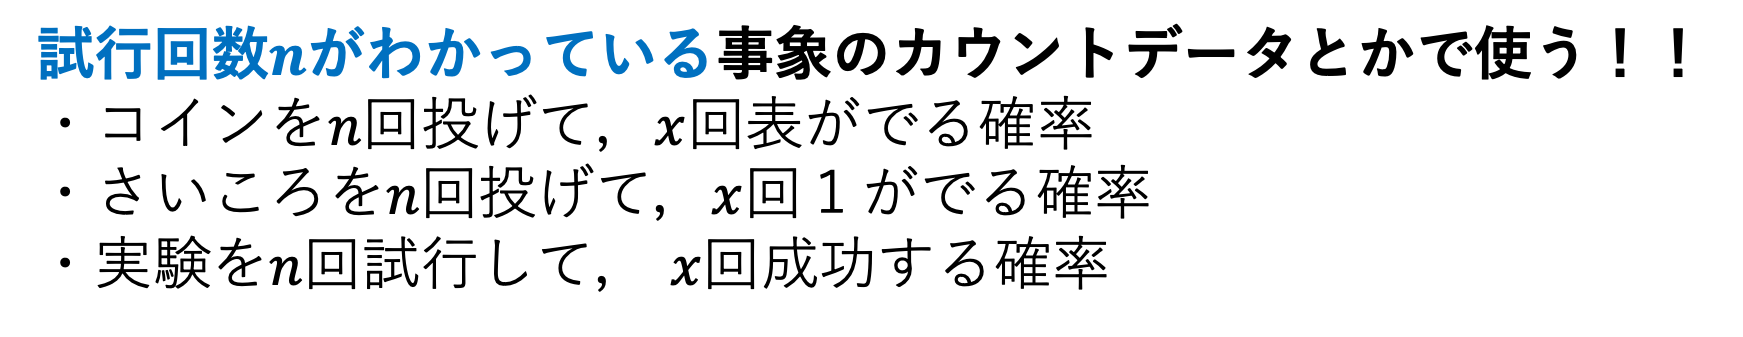 試行回数nがわかっている事象のカウントデータとかで使う！！
・コインをn回投げて，x回表がでる確率
・さいころをn回投げて，x回１がでる確率
・実験をn回試行して， x回成功する確率